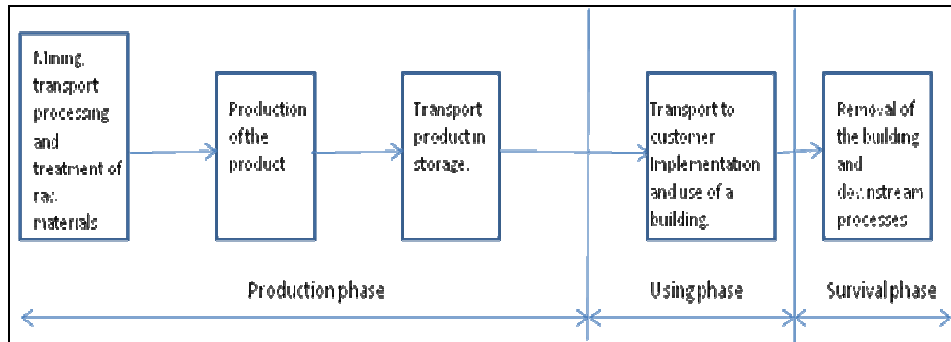 Mining,
transport
processing
and
treatment of
raw
materials
Production
of the
product
Transport
product in
storage.
Transport to
customer
Implementation
and use of a
building.
Removal of
the building
and
downstream
processes
Production phase
Using phase
Survival phase